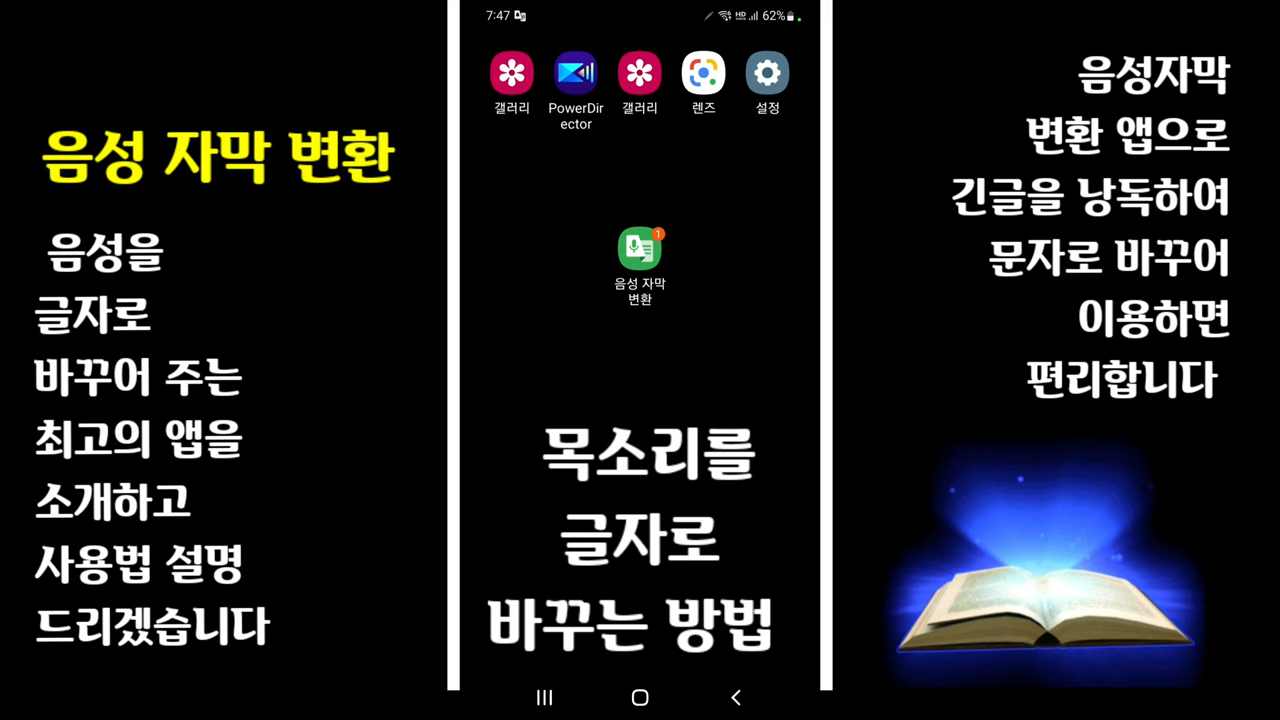 음성 자막 변환
음성을
글자로
바꾸어 주는
최고의 앱을
소개하고
사용법 설명
드리겠습니다
7:47
62%
갤러리
PowerDir
ector
갤러리
렌즈
설정
1
음성 자막
변환
목소리를
글자로
바꾸는 방법
음성자막
변환 앱으로
긴글을 낭독하여
문자로 바꾸어
이용하면
편리합니다